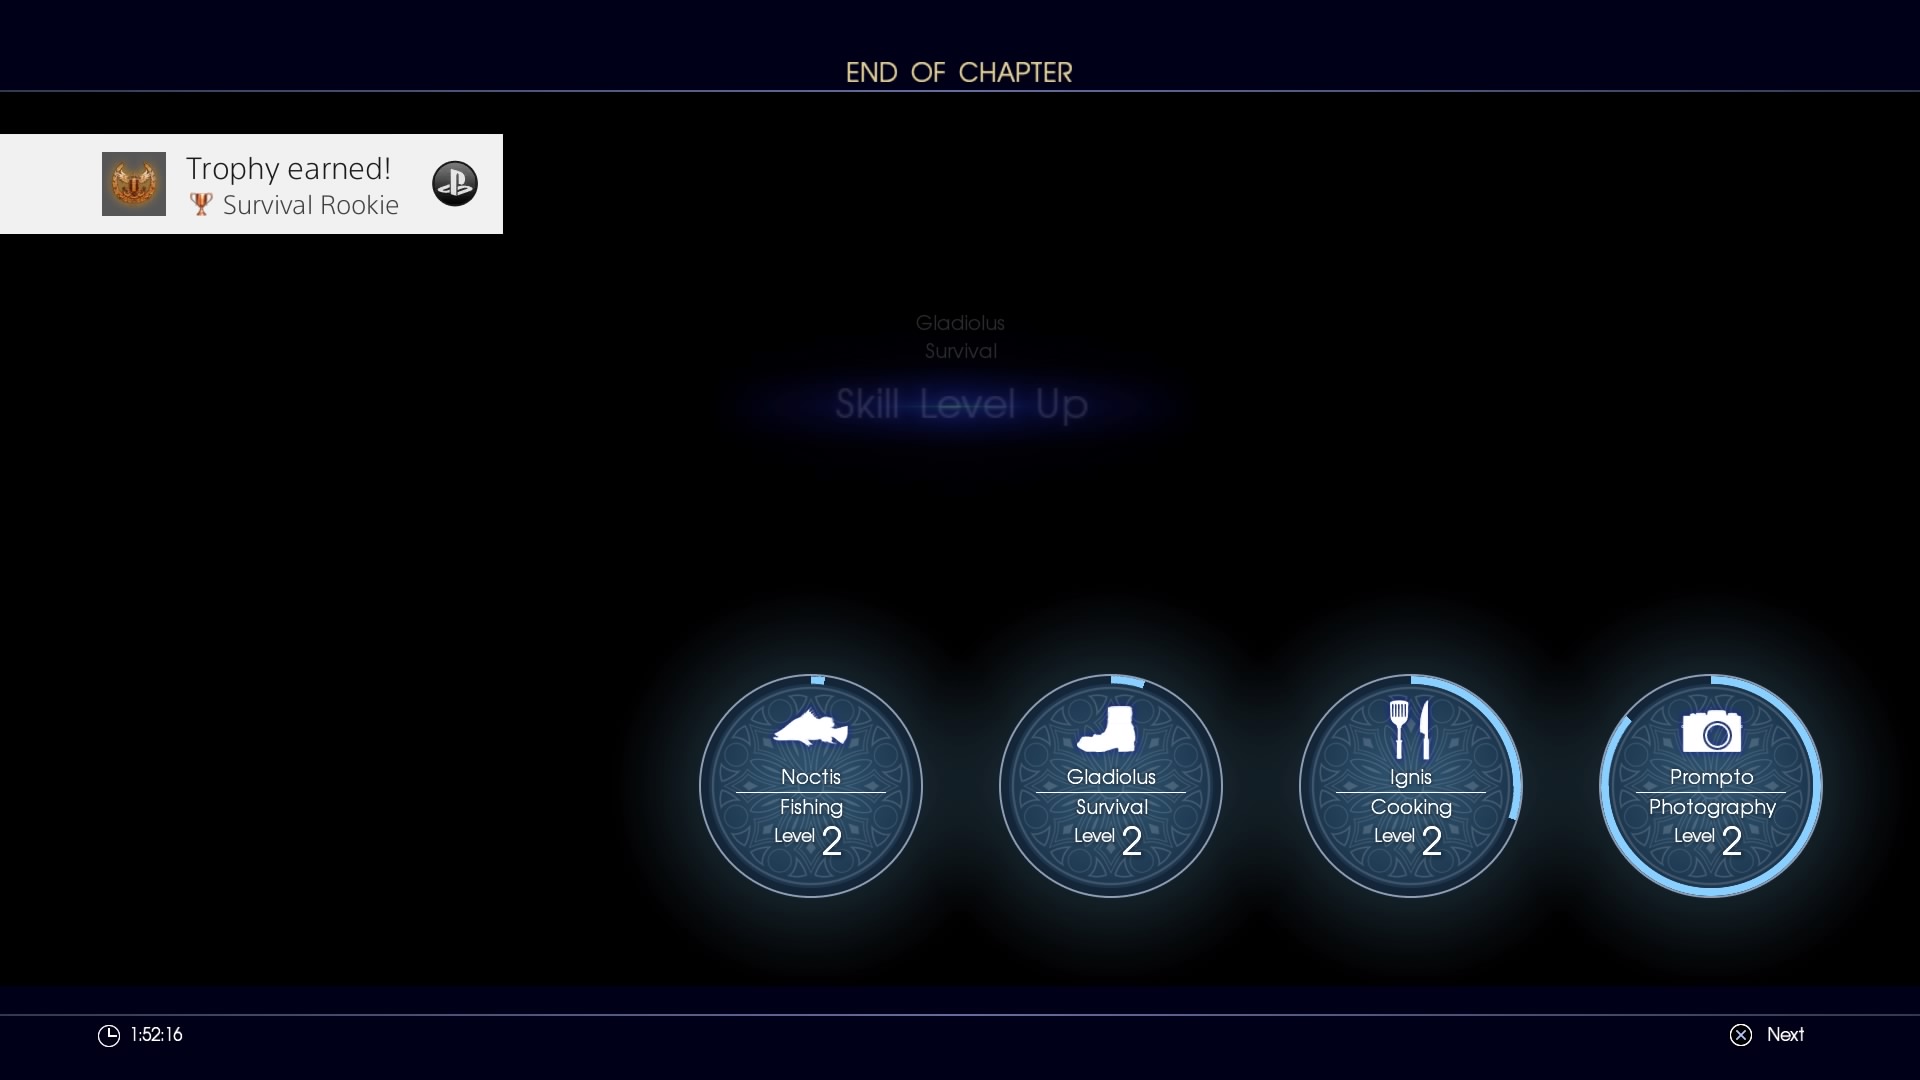 END OF CHAPTER
Trophy earned!
Survival Rookie
Gladiolus
Survival
Skill Level Up
Noctis
Fishing
Level 2
Gladiolus
Survival
Level 2
Ignis
Cooking
Level 2
Prompto
Photography
Level 2
1:52:16
Next